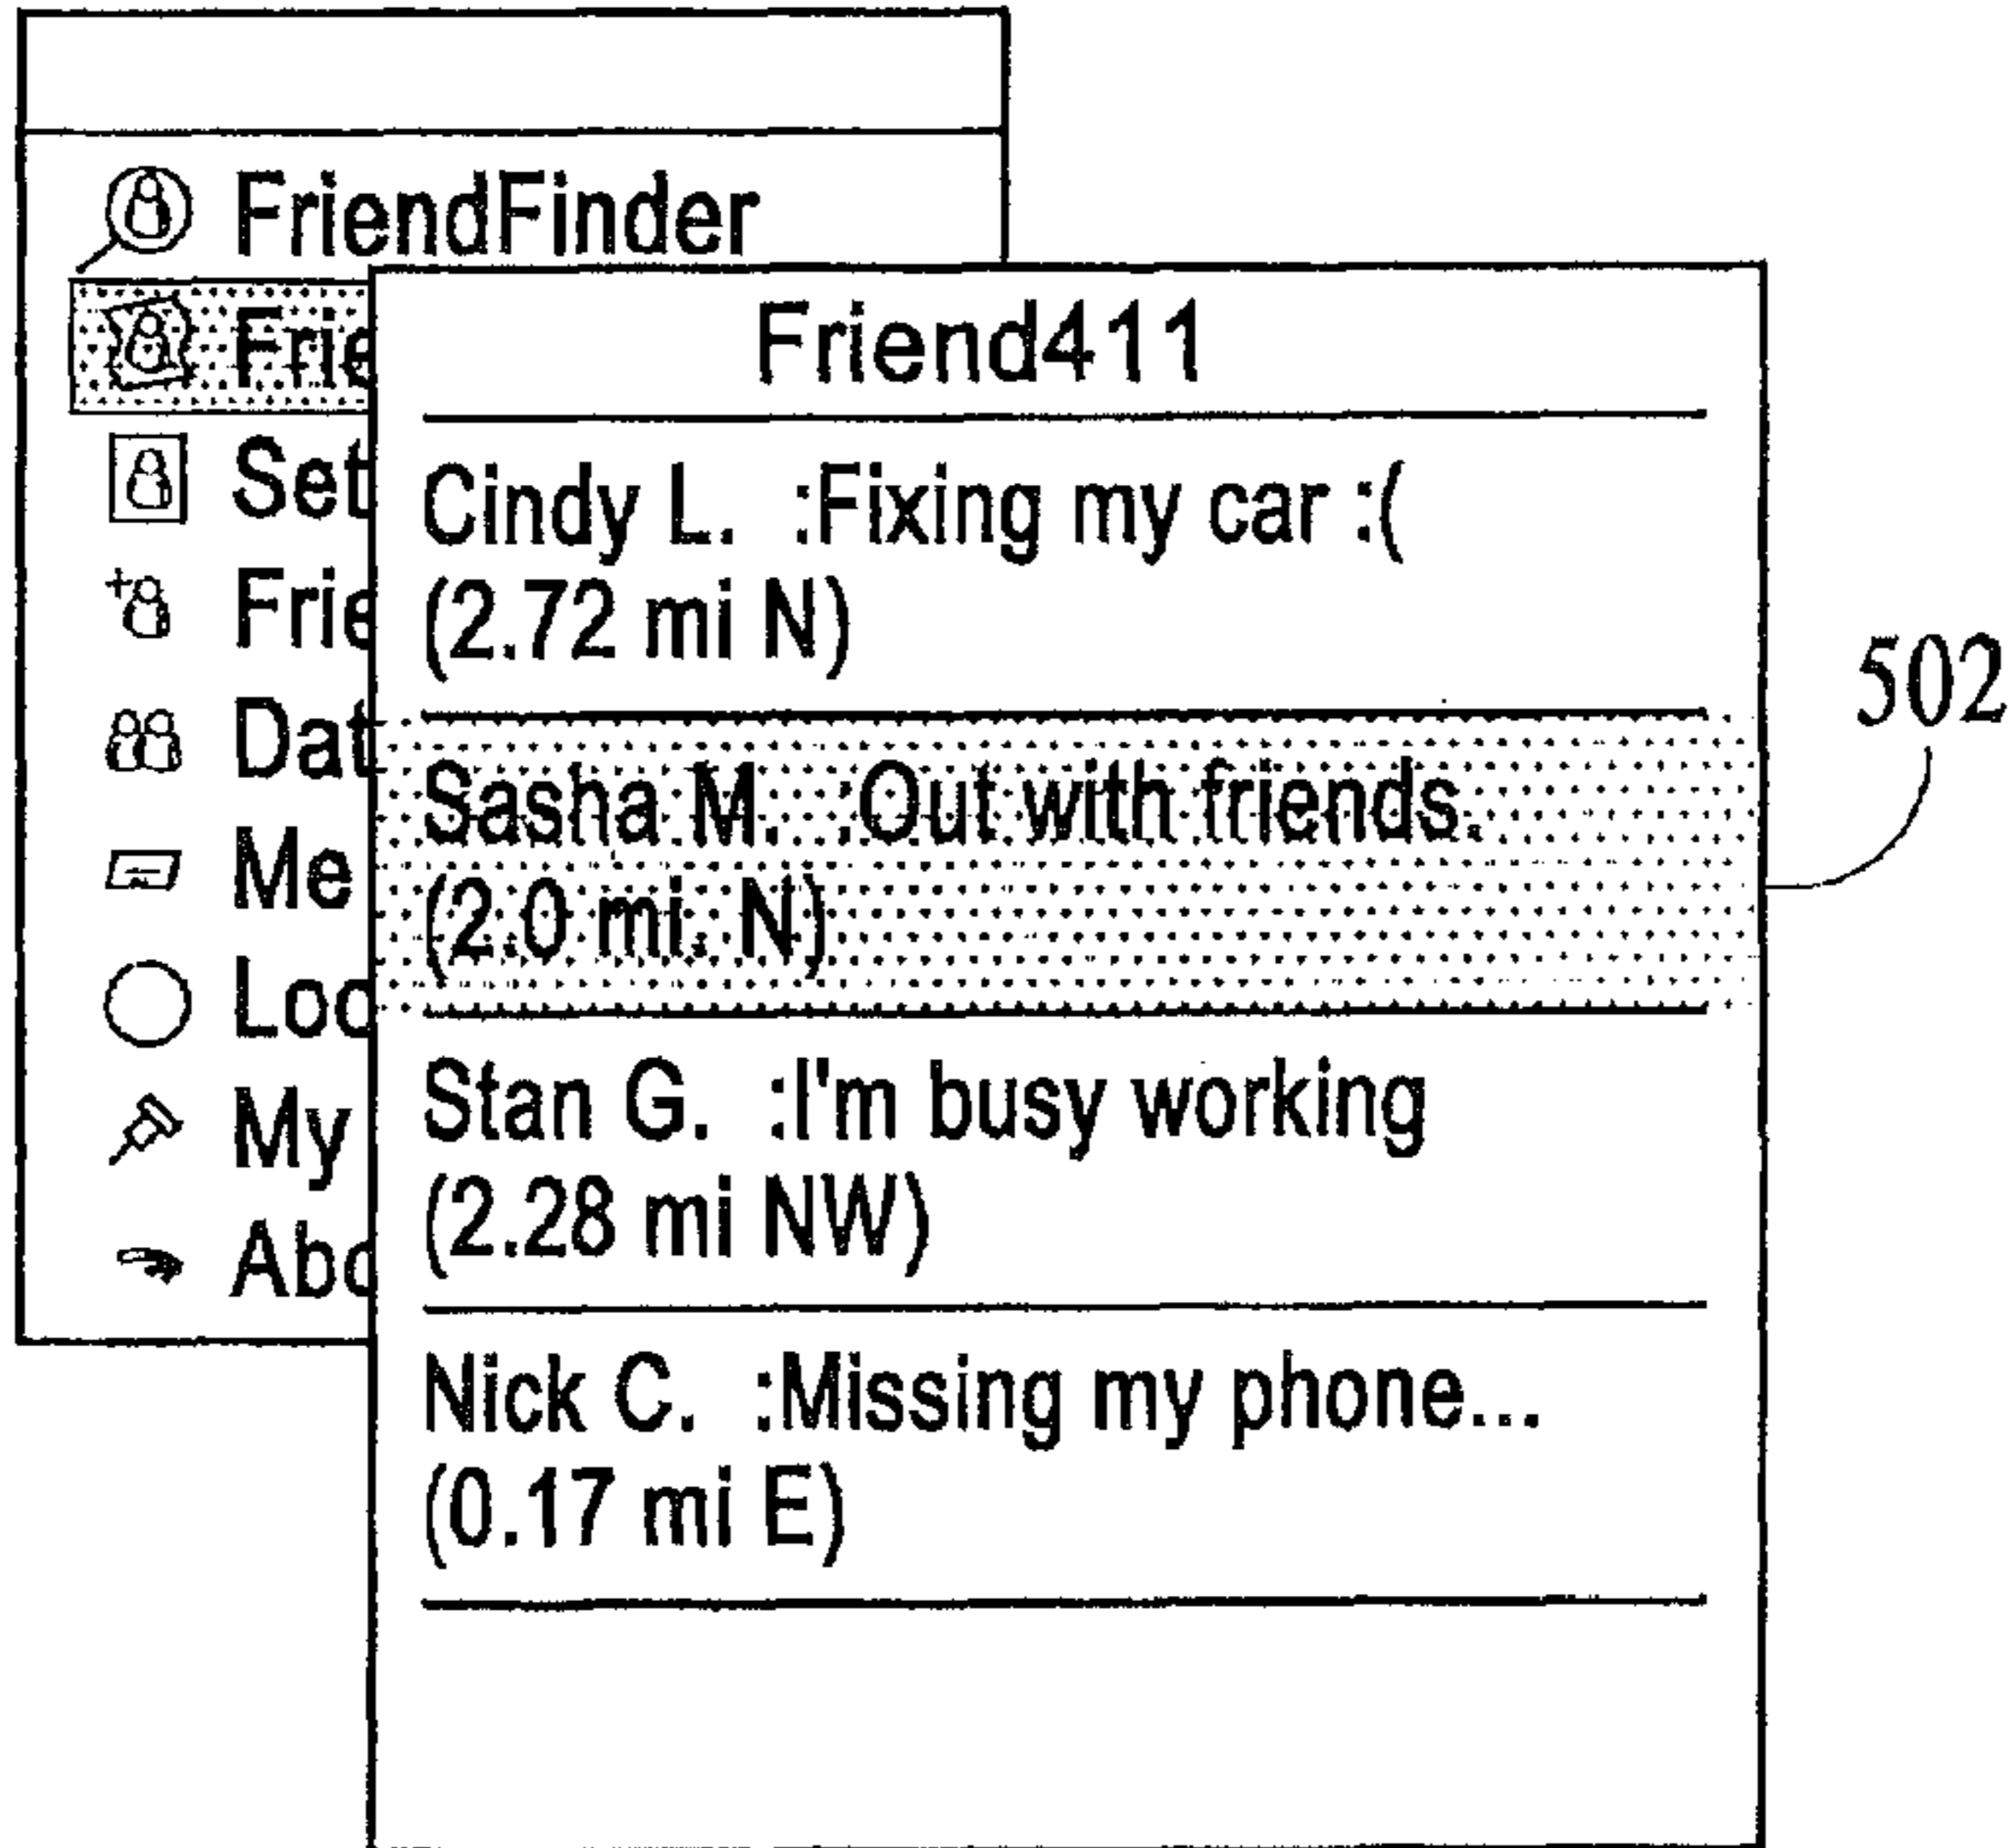 FriendFinder
Frie
Set
Frie
Dat
Me
Loc
My
Abo
Friend411
Cindy L. :Fixing my car :(
(2.72 mi N)
Sasha M. :Out with friends.
(2.0 mi. N)
Stan G. :I'm busy working
(2.28 mi NW)
Nick C. :Missing my phone...
(0.17 mi E)
502